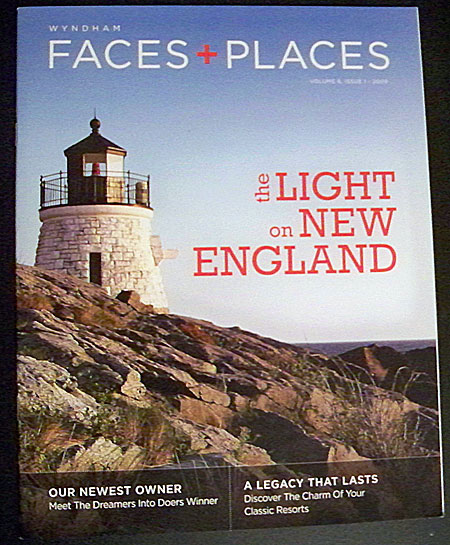 WYNDHAM
FACES + PLACES
VOLUME 6, ISSUE 1 - 2009
the LIGHT
on NEW
ENGLAND
OUR NEWEST OWNER
Meet The Dreamers Into Doers Winner
A LEGACY THAT LASTS
Discover The Charm Of Your
Classic Resorts